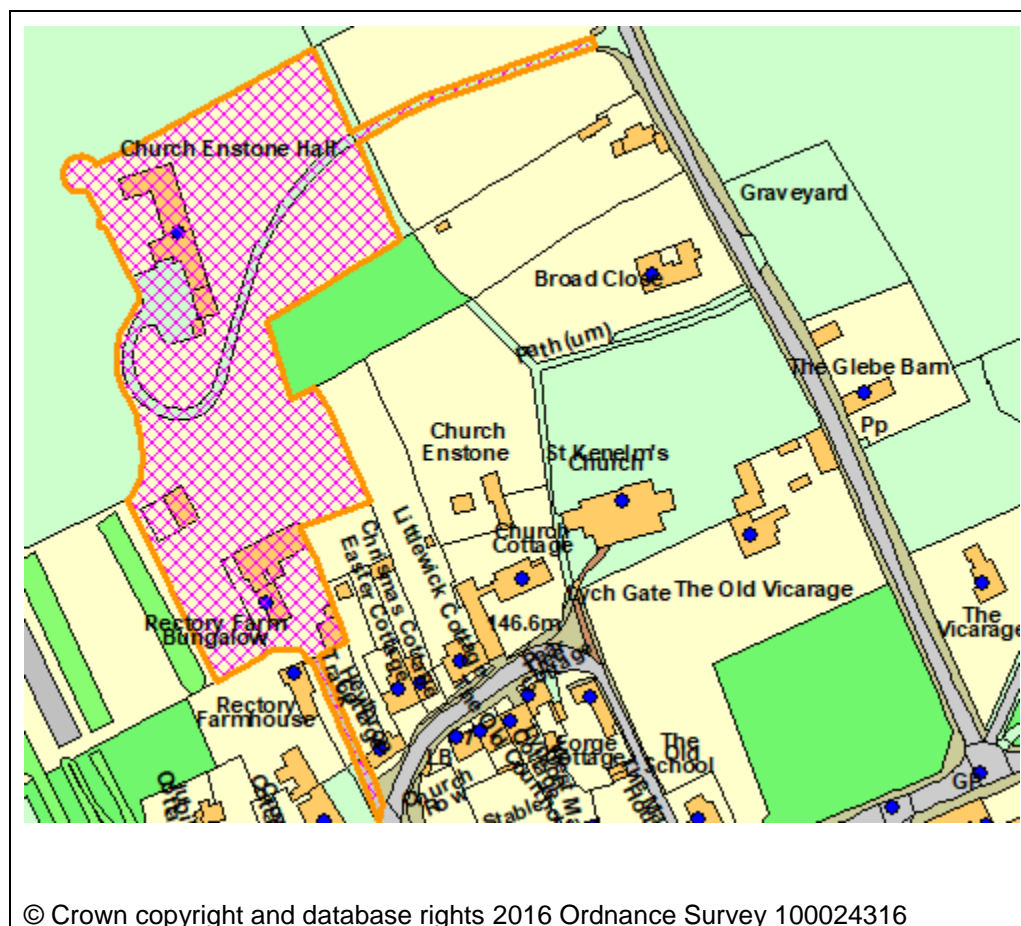 Church Enstone Hall
Graveyard
Broad Close
Path (um)
The Glebe Barn
Pp
Church
Enstone
St Kenelm's
Church
Church
Cottage
Littlewick Cottage
Christmas Cottage
Easter Cottage
Lych Gate
The Old Vicarage
146.6m
The
Vicarage
Rectory Farm
Bungalow
Track
Rectory
Farmhouse
LB
Forge
Cottage
The
Old
School
Church
Row
Stable
GP
© Crown copyright and database rights 2016 Ordnance Survey 100024316